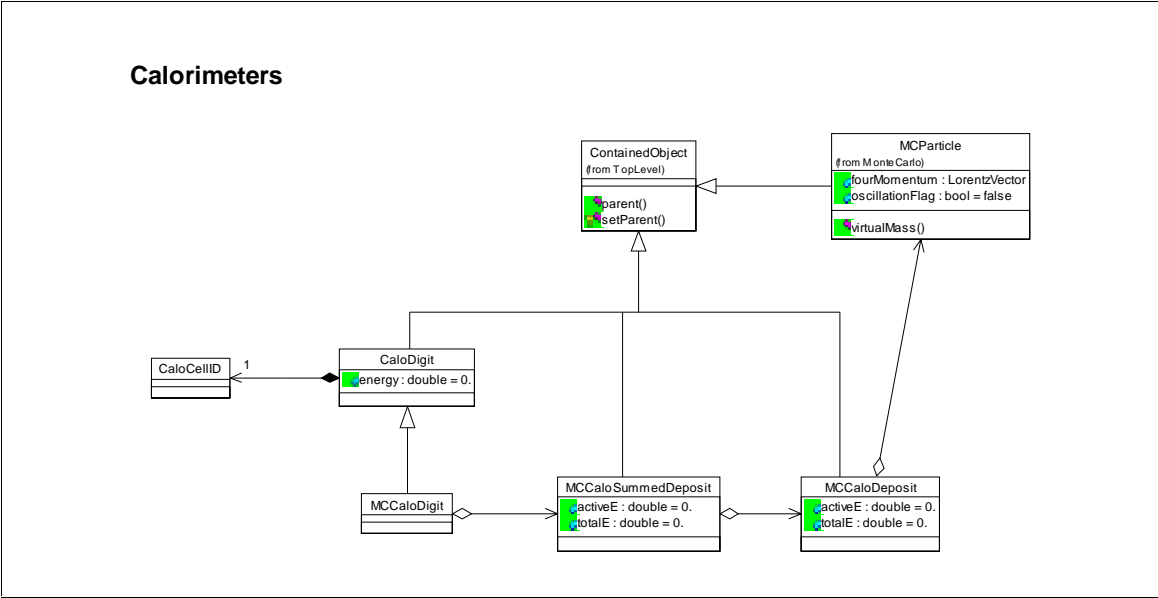 Calorimeters
ContainedObject
(from TopLevel)
parent()
setParent()
MCParticle
(from MonteCarlo)
fourMomentum : LorentzVector
oscillationFlag : bool = false
virtualMass()
CaloCellID
1
CaloDigit
energy : double = 0.
MCCaloDigit
MCCaloSummedDeposit
activeE : double = 0.
totalE : double = 0.
MCCaloDeposit
activeE : double = 0.
totalE : double = 0.